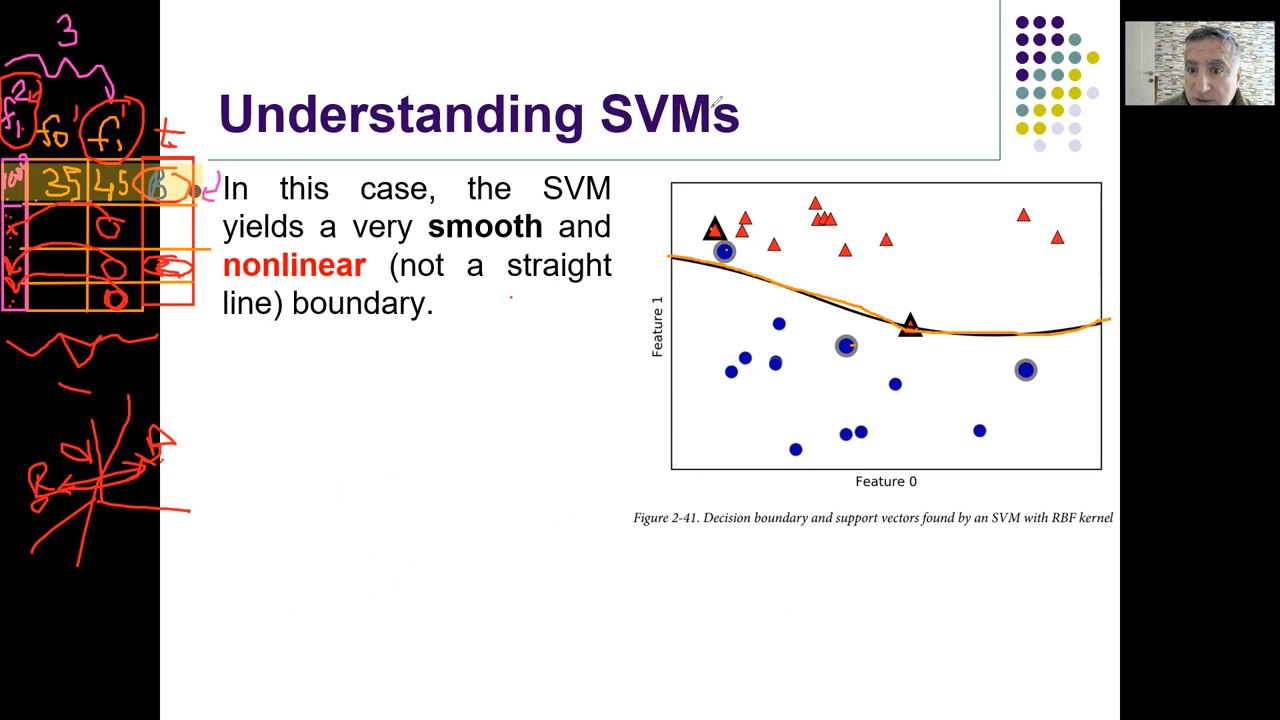 3
f₁² f₀' f₁' t
100² 35 45 B
Understanding SVMs
In this case, the SVM
yields a very smooth and
nonlinear (not a straight
line) boundary.
R B
Feature 1
Feature 0
Figure 2-41. Decision boundary and support vectors found by an SVM with RBF kernel